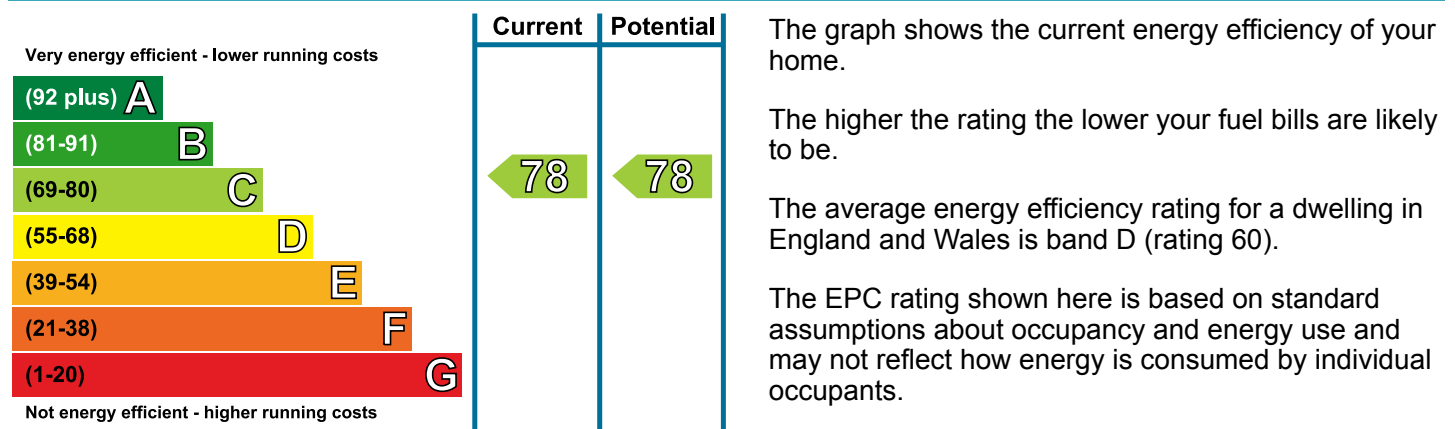 Current Potential
Very energy efficient - lower running costs
(92 plus) A
(81-91) B
(69-80) C
78 78
(55-68) D
(39-54) E
(21-38) F
(1-20) G
Not energy efficient - higher running costs
The graph shows the current energy efficiency of your
home.
The higher the rating the lower your fuel bills are likely
to be.
The average energy efficiency rating for a dwelling in
England and Wales is band D (rating 60).
The EPC rating shown here is based on standard
assumptions about occupancy and energy use and
may not reflect how energy is consumed by individual
occupants.